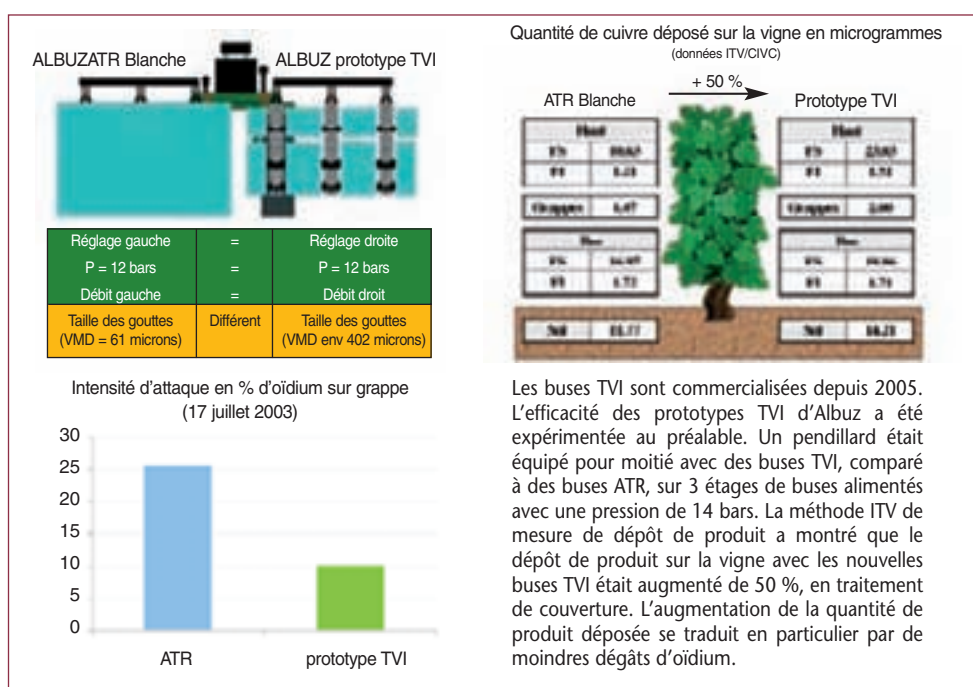 ALBUZATR Blanche
ALBUZ prototype TVI
Réglage gauche = Réglage droite
P = 12 bars = P = 12 bars
Débit gauche = Débit droit
Taille des gouttes Différent Taille des gouttes
(VMD = 61 microns) (VMD env 402 microns)
Intensité d'attaque en % d'oïdium sur grappe
(17 juillet 2003)
30
25
20
15
10
5
0
ATR
prototype TVI
Quantité de cuivre déposé sur la vigne en microgrammes
(données ITV/CIVC)
+ 50 %
ATR Blanche
Prototype TVI
Haut
Haut
Grappes
Grappes
Sol
Sol
Les buses TVI sont commercialisées depuis 2005.
L'efficacité des prototypes TVI d'Albuz a été
expérimentée au préalable. Un pendillard était
équipé pour moitié avec des buses TVI, comparé
à des buses ATR, sur 3 étages de buses alimentés
avec une pression de 14 bars. La méthode ITV de
mesure de dépôt de produit a montré que le
dépôt de produit sur la vigne avec les nouvelles
buses TVI était augmenté de 50 %, en traitement
de couverture. L'augmentation de la quantité de
produit déposée se traduit en particulier par de
moindres dégâts d'oïdium.